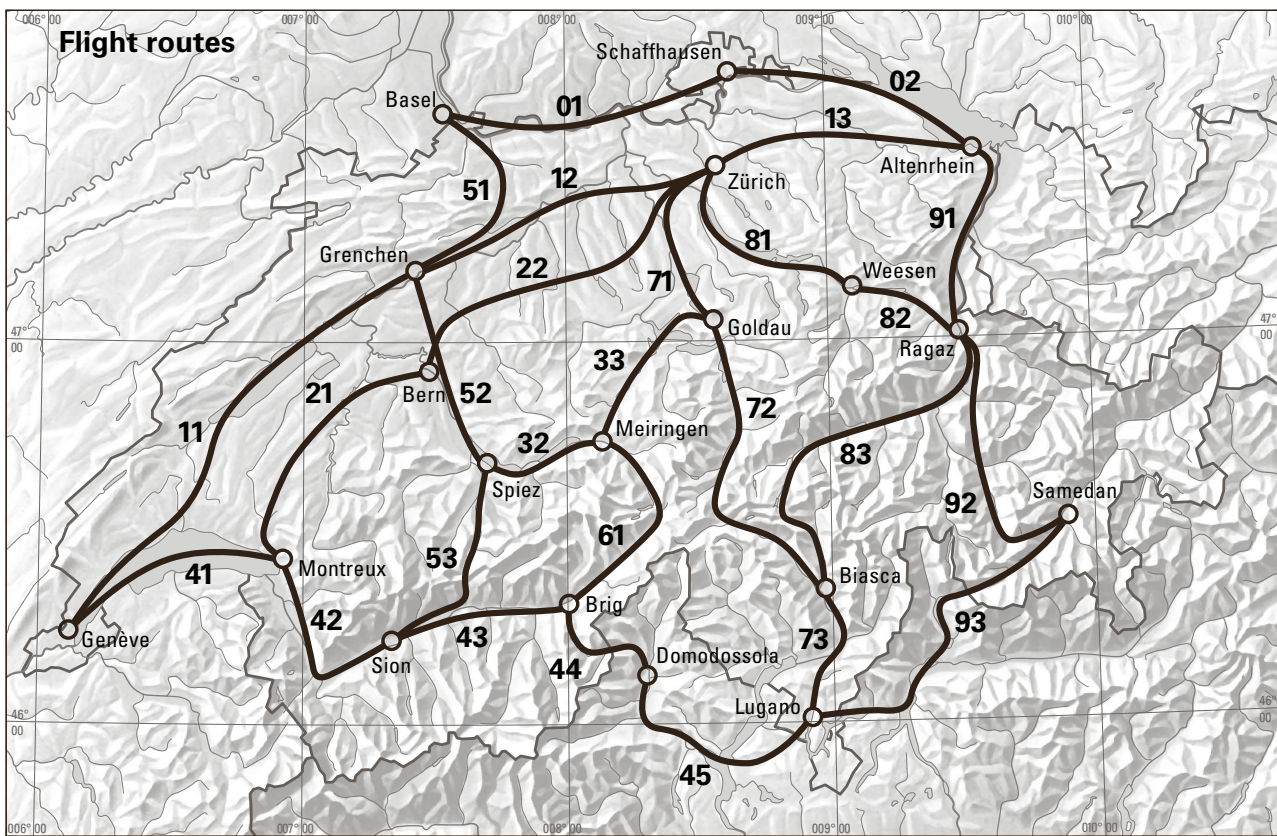 006° 00
007° 00
008° 00
009° 00
010° 00
Flight routes
Schaffhausen
02
Basel
01
13
Altenrhein
Zürich
51
12
91
81
Grenchen
22
Weesen
71
Goldau
82
47°
00
47°
00
Ragaz
33
21
Bern
52
72
11
32
Meiringen
83
Spiez
Samedan
92
61
53
41
Montreux
Biasca
Brig
93
42
43
Genève
Sion
73
44
Domodossola
Lugano
46°
00
46°
00
45
006° 00
007° 00
008° 00
009° 00
010° 00